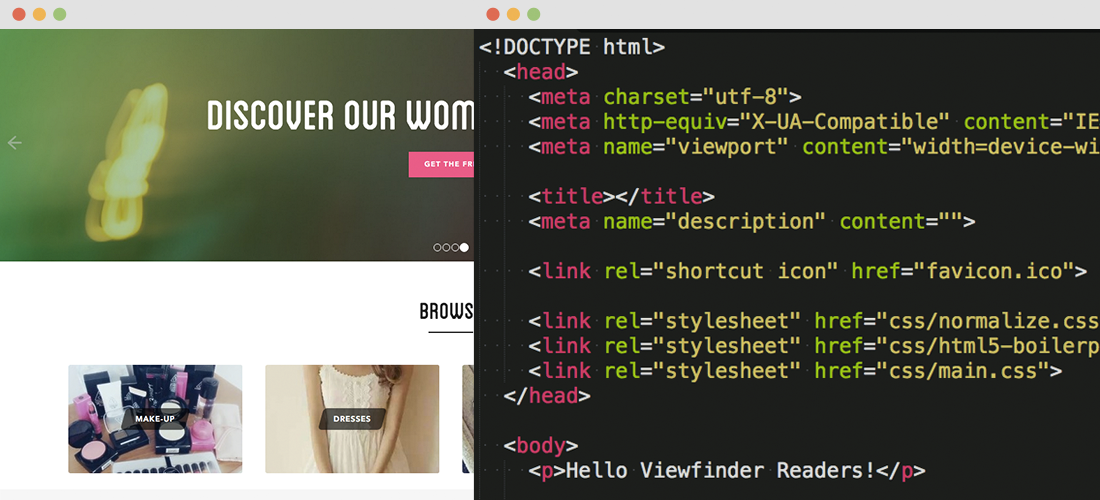 DISCOVER OUR WOM
GET THE FR
BROWS
MAKE-UP
DRESSES
<!DOCTYPE html>
<head>
<meta charset="utf-8">
<meta http-equiv="X-UA-Compatible" content="IE
<meta name="viewport" content="width=device-wi
<title></title>
<meta name="description" content="">
<link rel="shortcut icon" href="favicon.ico">
<link rel="stylesheet" href="css/normalize.css
<link rel="stylesheet" href="css/html5-boilerp
<link rel="stylesheet" href="css/main.css">
</head>
<body>
<p>Hello Viewfinder Readers!</p>